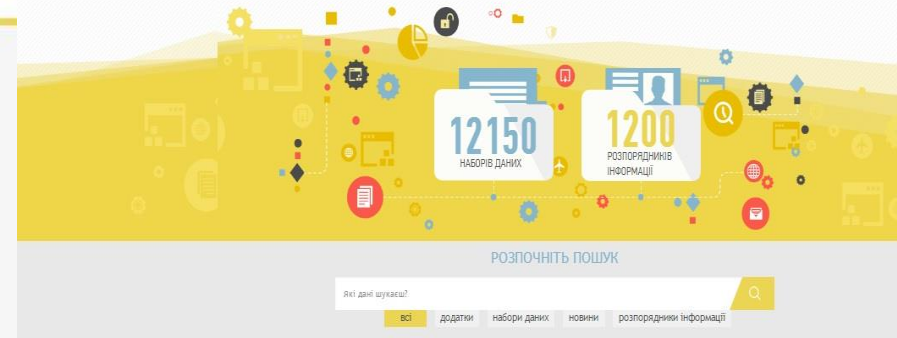 12150
НАБОРІВ ДАНИХ
1200
РОЗПОРЯДНИКІВ
ІНФОРМАЦІЇ
РОЗПОЧНІТЬ ПОШУК
Які дані шукаєш?
всі додатки набори даних новини розпорядники інформації